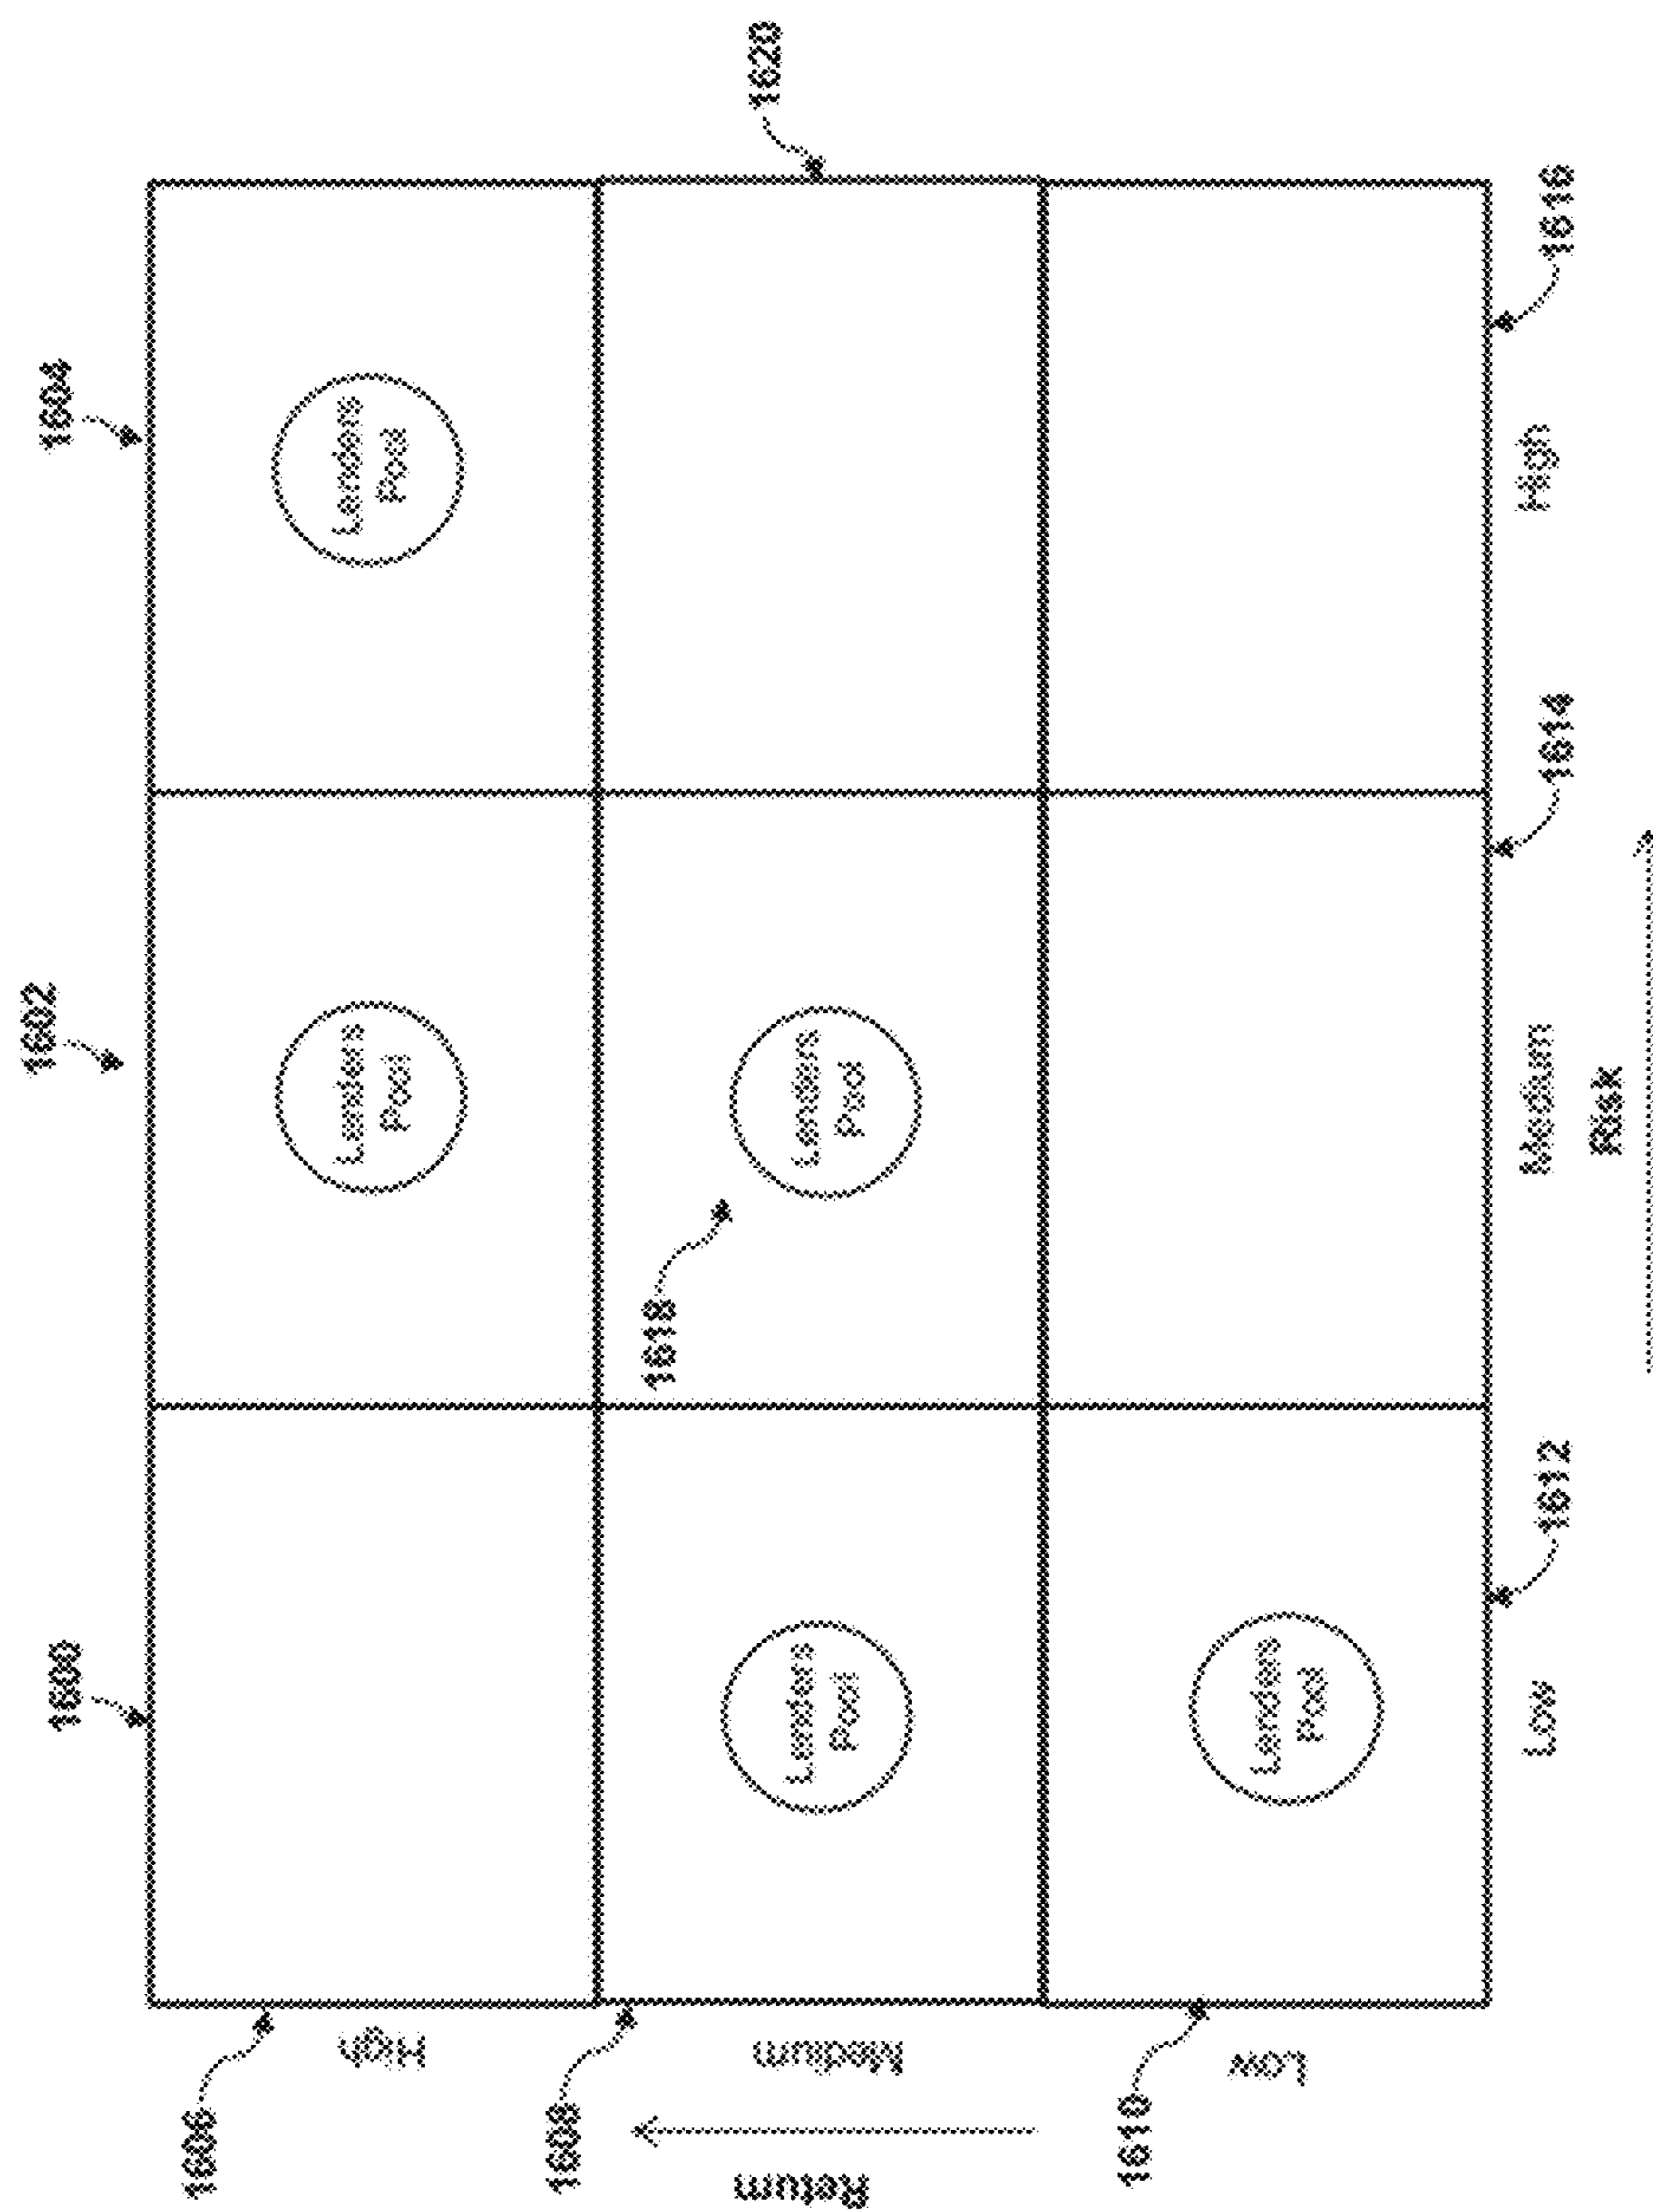 1600
1602
1604
1606
High
Lenders
Pool
Lenders
Pool
1608
Return
Medium
Lenders
Pool
1618
Lenders
Pool
1620
1610
Low
Lenders
Pool
1612
1614
1616
Low
Medium
High
Risk